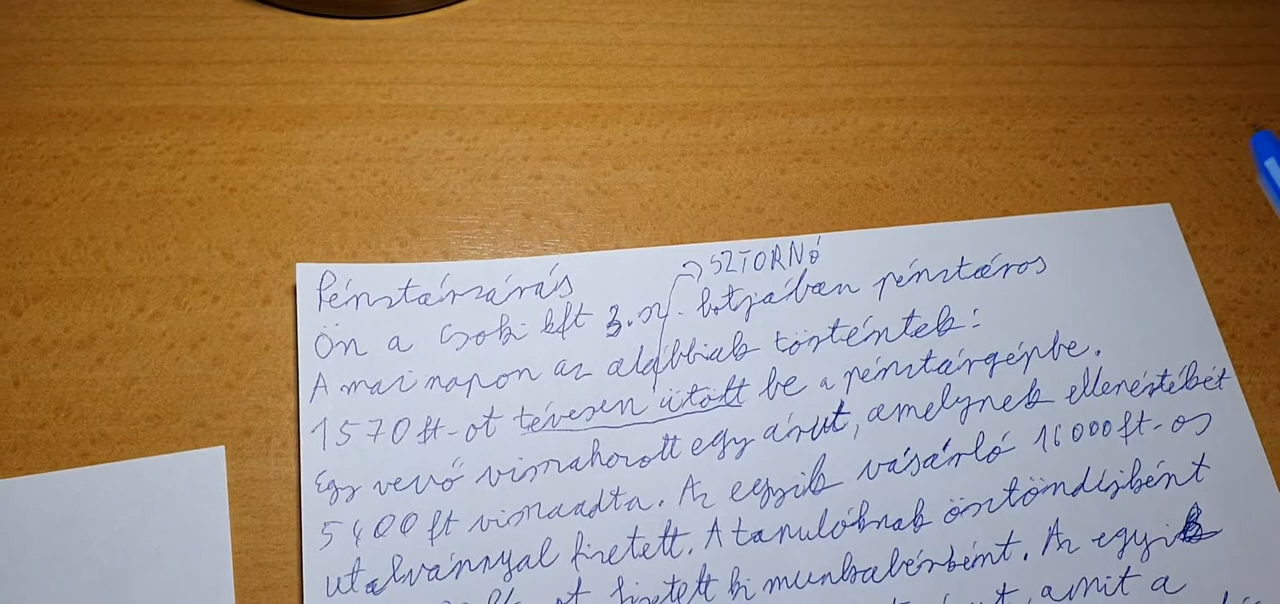 → SZTORNÓ
Pénztárzárás
Ön a Csoki kft 3.sz. boltjában pénztáros
A mai napon az alábbiak történtek:
1570 ft-ot tévesen ütött be a pénztárgépbe.
Egy vevő visszahozott egy árut, amelynek ellenértékét
5400 ft visszaadta. Az egyik vásárló 16000 ft-os
utalvánnyal fizetett. A tanulóknak ösztöndíjként
fizetett ki munkabérként. Az egyik
amit a